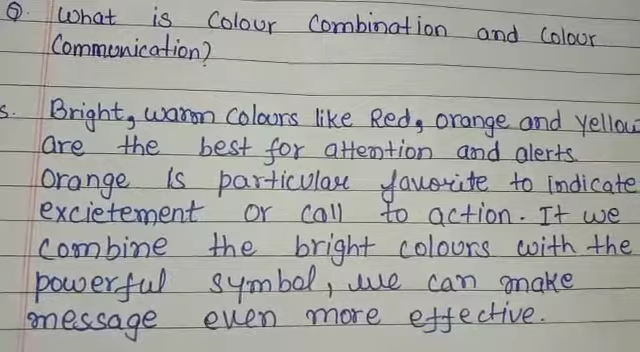 Q. What is Colour Combination and Colour
Communication?
s. Bright, warm Colours like Red, orange and yellow
are the best for attention and alerts
orange is particular favorite to indicate
excietement or call to action. It we
combine the bright colours with the
powerful symbol, we can make
message even more effective.